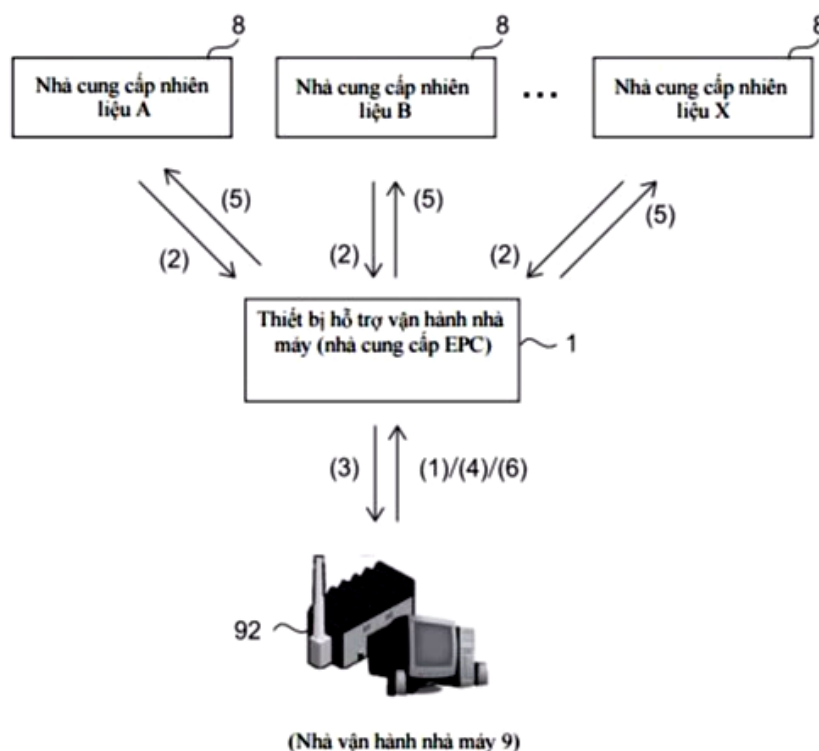 8 8 8
Nhà cung cấp nhiên
liệu A
Nhà cung cấp nhiên
liệu B
...
Nhà cung cấp nhiên
liệu X
(5) (5) (5)
(2) (2) (2)
Thiết bị hỗ trợ vận hành nhà
máy (nhà cung cấp EPC)
1
(3) (1)/(4)/(6)
92
(Nhà vận hành nhà máy 9)